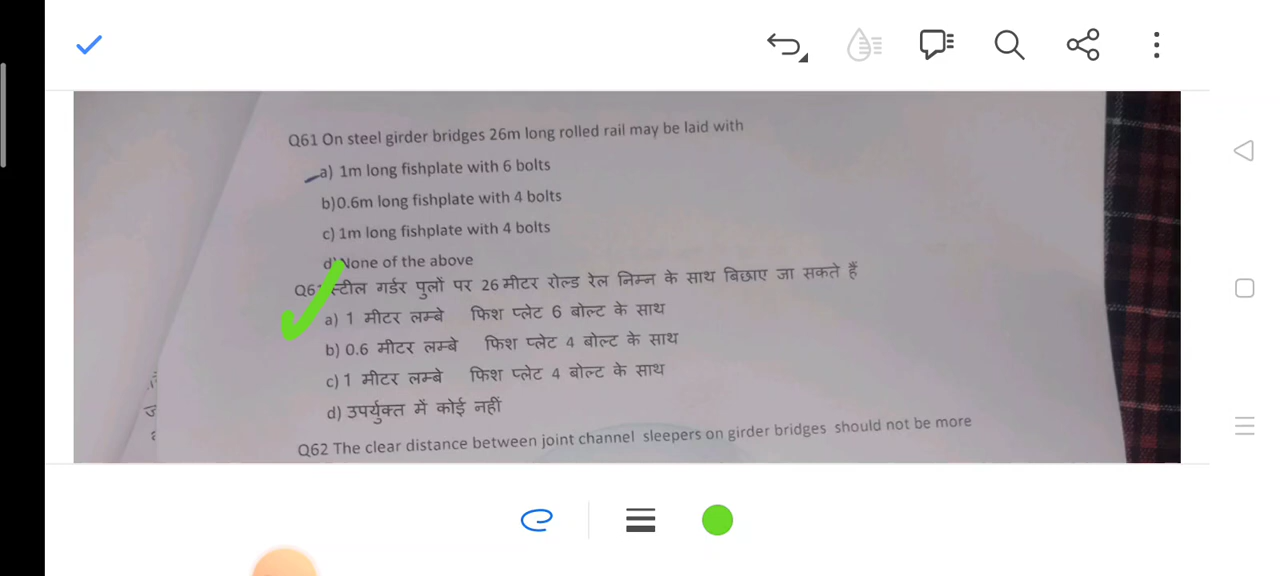 Q61 On steel girder bridges 26m long rolled rail may be laid with
a) 1m long fishplate with 6 bolts
b)0.6m long fishplate with 4 bolts
c) 1m long fishplate with 4 bolts
d) None of the above
Q61 स्टील गर्डर पुलों पर 26 मीटर रोल्ड रेल निम्न के साथ बिछाए जा सकते हैं
a) 1 मीटर लम्बे फिश प्लेट 6 बोल्ट के साथ
b) 0.6 मीटर लम्बे फिश प्लेट 4 बोल्ट के साथ
c) 1 मीटर लम्बे फिश प्लेट 4 बोल्ट के साथ
d) उपर्युक्त में कोई नहीं
Q62 The clear distance between joint channel sleepers on girder bridges should not be more